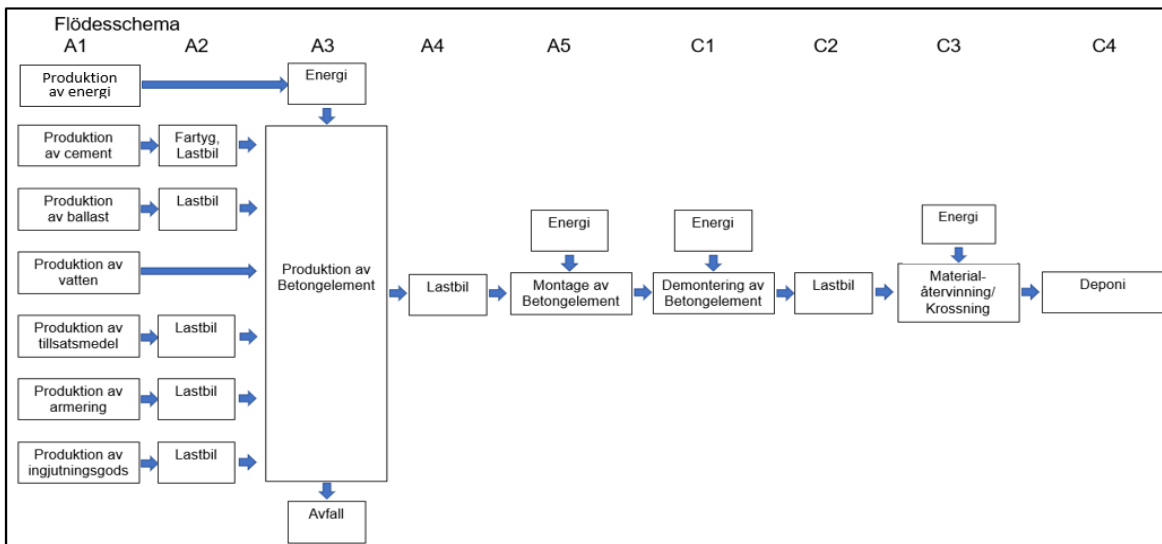 Flödesschema
A1 A2 A3 A4 A5 C1 C2 C3 C4
Produktion
av energi
Energi
Produktion
av cement
Fartyg,
Lastbil
Produktion
av ballast
Lastbil
Produktion av
vatten
Produktion av
tillsatsmedel
Lastbil
Produktion av
armering
Lastbil
Produktion av
ingjutningsgods
Lastbil
Produktion av
Betongelement
Avfall
Lastbil
Energi
Montage av
Betongelement
Energi
Demontering av
Betongelement
Lastbil
Energi
Material-
återvinning/
Krossning
Deponi